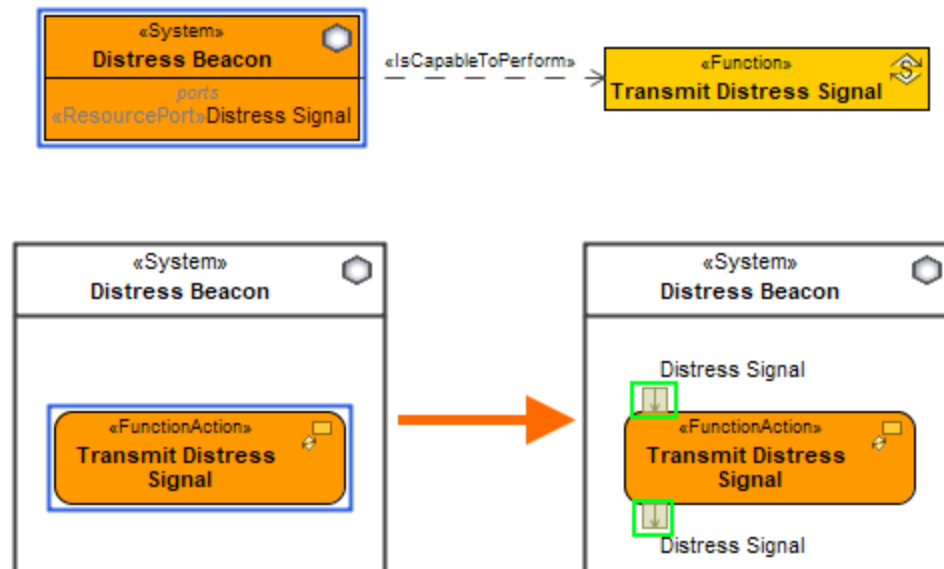 «System»
Distress Beacon
ports
«ResourcePort»Distress Signal
«IsCapableToPerform»
«Function»
Transmit Distress Signal
S
«System»
Distress Beacon
«FunctionAction»
Transmit Distress
Signal
«System»
Distress Beacon
Distress Signal
«FunctionAction»
Transmit Distress
Signal
Distress Signal